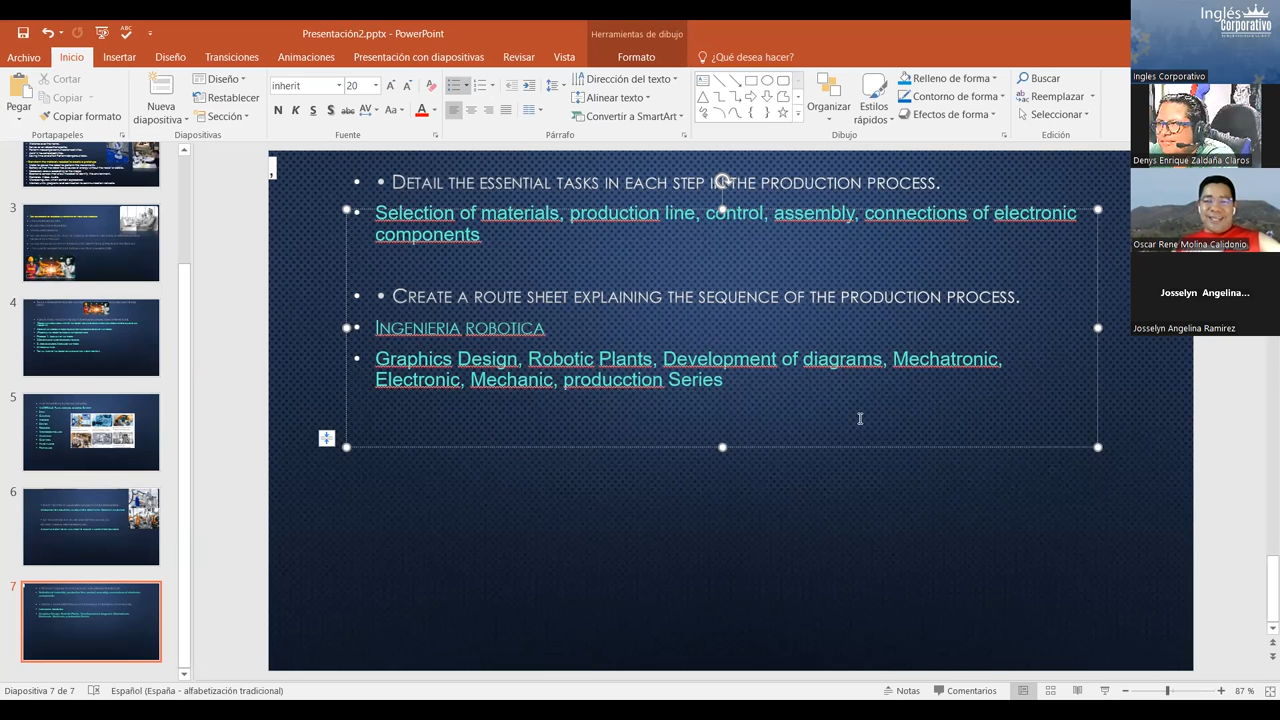 Presentación2.pptx - PowerPoint
Herramientas de dibujo
Archivo Inicio Insertar Diseño Transiciones Animaciones Presentación con diapositivas Revisar Vista Formato ¿Qué desea hacer?
Pegar
Cortar
Copiar
Copiar formato
Portapapeles
Nueva diapositiva
Diseño
Restablecer
Sección
Diapositivas
inherit 20
N K S S abc AV Aa A
Fuente
Dirección del texto
Alinear texto
Convertir a SmartArt
Párrafo
Organizar
Estilos rápidos
Relleno de forma
Contorno de forma
Efectos de forma
Dibujo
Buscar
Reemplazar
Seleccionar
Edición
Inglés Corporativo
Ingles Corporativo
Denys Enrique Zaldaña Claros
Oscar Rene Molina Calidonio
Josselyn Angelina...
Josselyn Angelina Ramirez
3
4
5
6
7
,
• • Detail the essential tasks in each step in the production process.
• Selection of materials, production line, control, assembly, connections of electronic
components
• • Create a route sheet explaining the sequence of the production process.
• Ingenieria robotica
• Graphics Design, Robotic Plants, Development of diagrams, Mechatronic,
Electronic, Mechanic, producction Series
Diapositiva 7 de 7 Español (España - alfabetización tradicional) Notas Comentarios 87 %